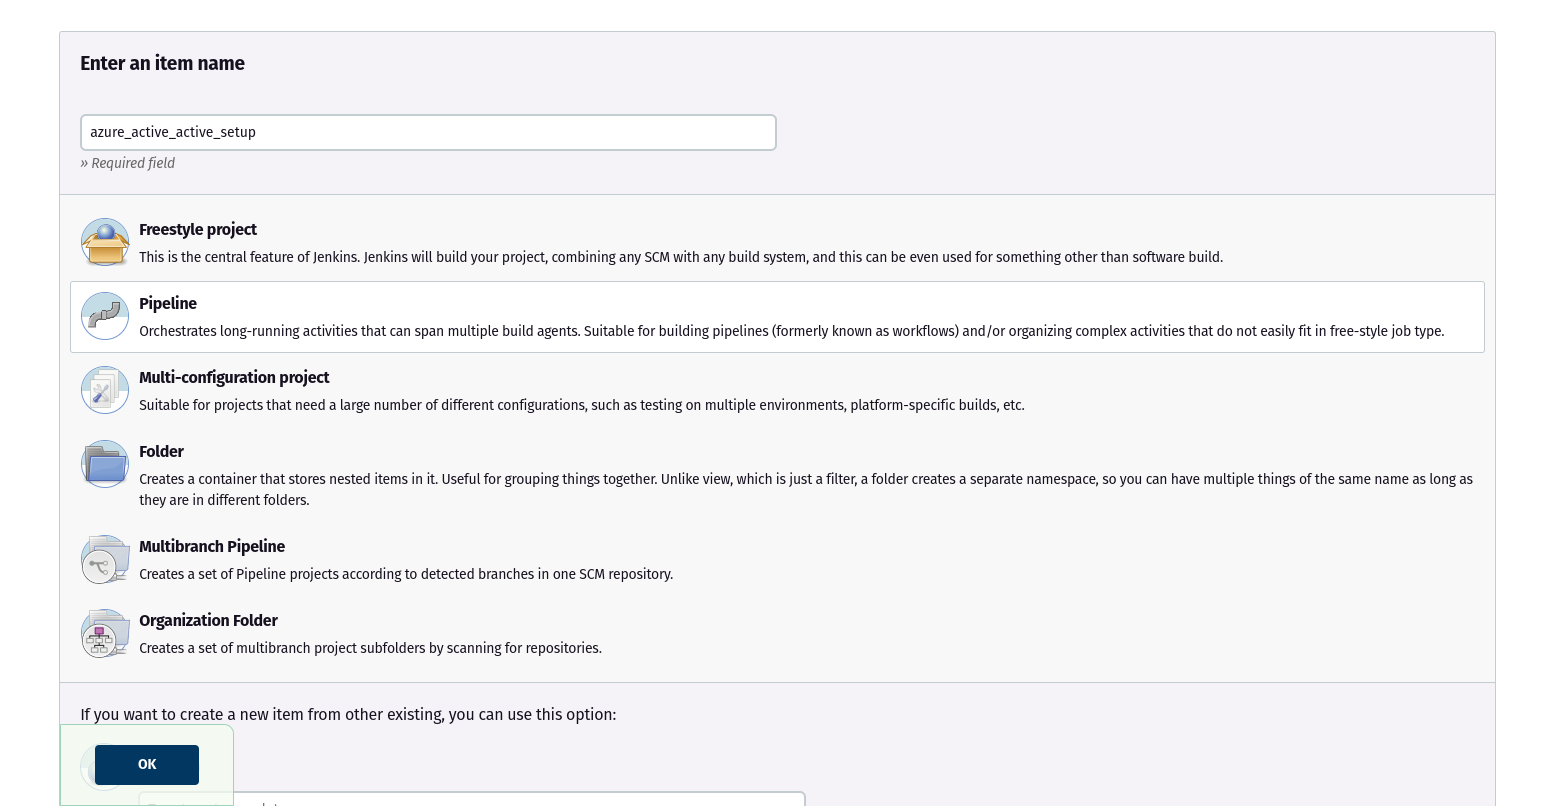 Enter an item name
azure_active_active_setup
» Required field
Freestyle project
This is the central feature of Jenkins. Jenkins will build your project, combining any SCM with any build system, and this can be even used for something other than software build.
Pipeline
Orchestrates long-running activities that can span multiple build agents. Suitable for building pipelines (formerly known as workflows) and/or organizing complex activities that do not easily fit in free-style job type.
Multi-configuration project
Suitable for projects that need a large number of different configurations, such as testing on multiple environments, platform-specific builds, etc.
Folder
Creates a container that stores nested items in it. Useful for grouping things together. Unlike view, which is just a filter, a folder creates a separate namespace, so you can have multiple things of the same name as long as
they are in different folders.
Multibranch Pipeline
Creates a set of Pipeline projects according to detected branches in one SCM repository.
Organization Folder
Creates a set of multibranch project subfolders by scanning for repositories.
If you want to create a new item from other existing, you can use this option:
OK